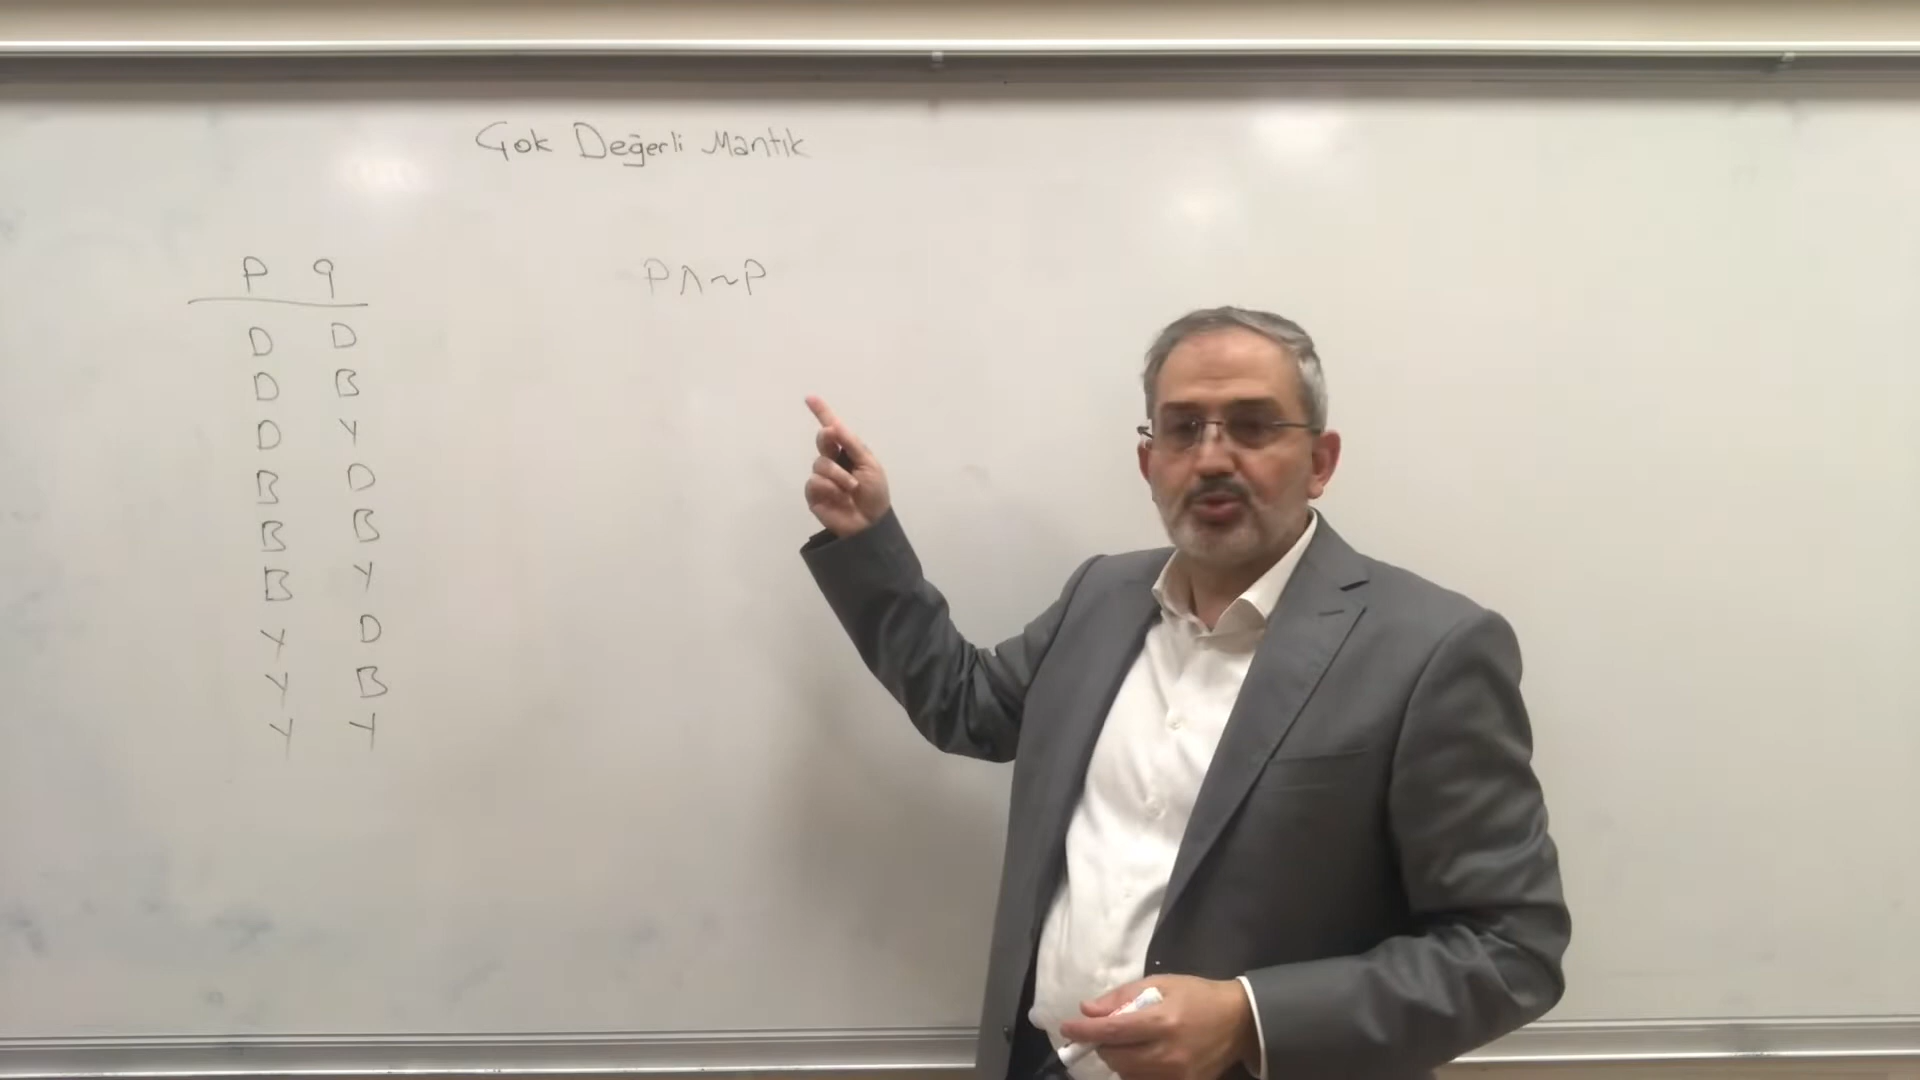 Çok Değerli Mantık
P q
P∧~P
D D
D B
D Y
B D
B B
B Y
Y D
Y B
Y Y